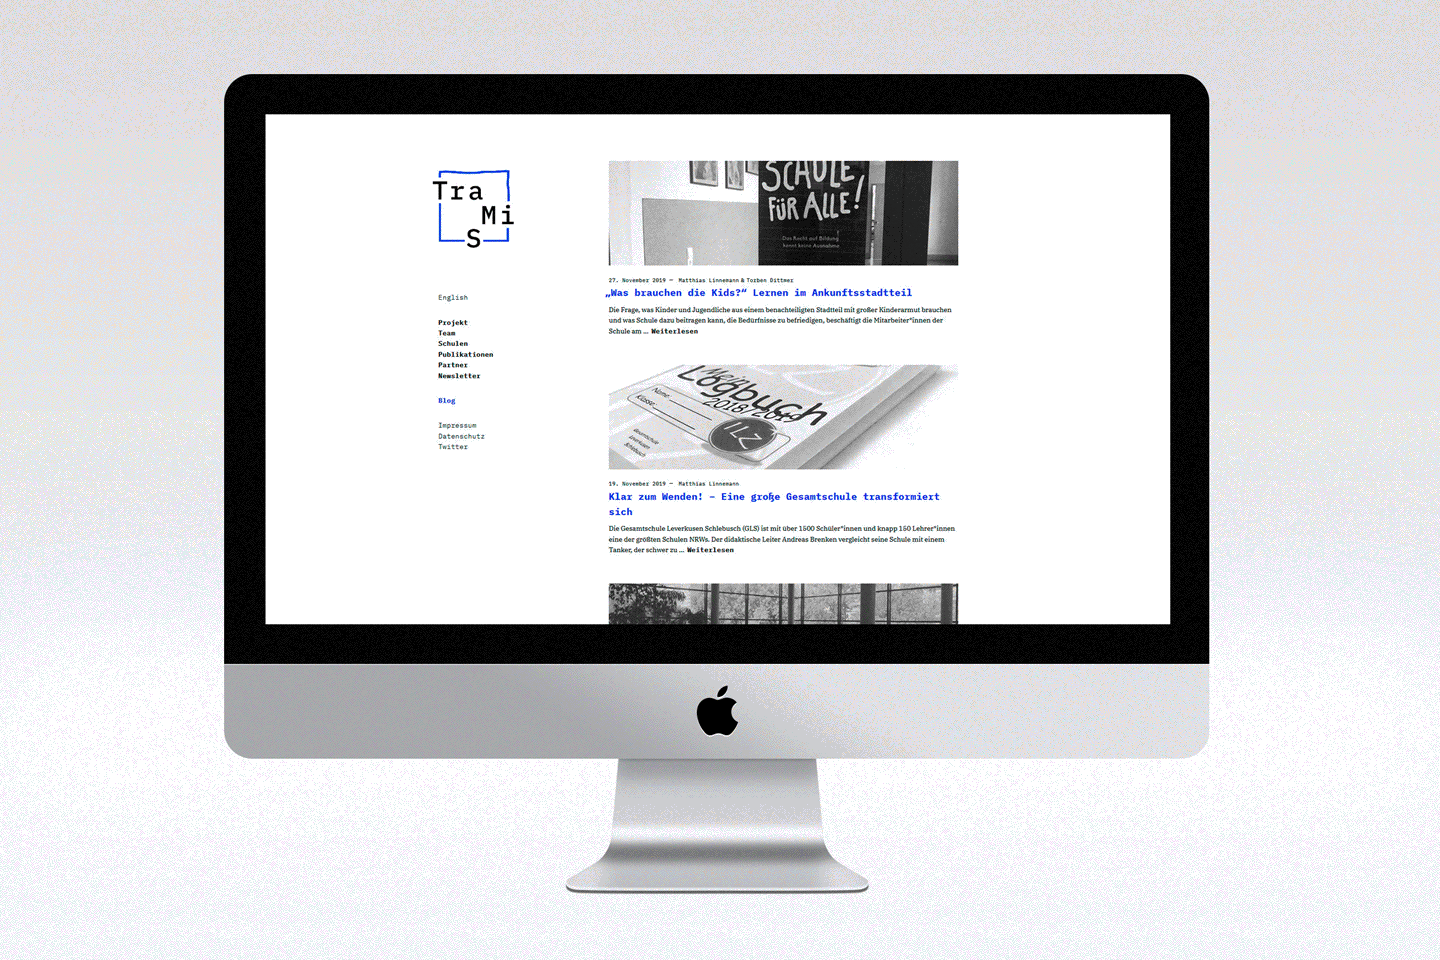 Tra
Mi
S
English
Projekt
Team
Schulen
Publikationen
Partner
Newsletter
Blog
Impressum
Datenschutz
Twitter
SCHULE
FÜR ALLE!
Das Recht auf Bildung
kennt keine Ausnahme
27. November 2019 — Matthias Linnemann & Torben Dittmer
„Was brauchen die Kids?“ Lernen im Ankunftsstadtteil
Die Frage, was Kinder und Jugendliche aus einem benachteiligten Stadtteil mit großer Kinderarmut brauchen
und was Schule dazu beitragen kann, die Bedürfnisse zu befriedigen, beschäftigt die Mitarbeiter*innen der
Schule am … Weiterlesen
Mein
Logbuch
2018/2019
Name:
Klasse:
ILZ
Gesamtschule
Leverkusen
Schlebusch
19. November 2019 — Matthias Linnemann
Klar zum Wenden! – Eine große Gesamtschule transformiert
sich
Die Gesamtschule Leverkusen Schlebusch (GLS) ist mit über 1500 Schüler*innen und knapp 150 Lehrer*innen
eine der größten Schulen NRWs. Der didaktische Leiter Andreas Brenken vergleicht seine Schule mit einem
Tanker, der schwer zu … Weiterlesen